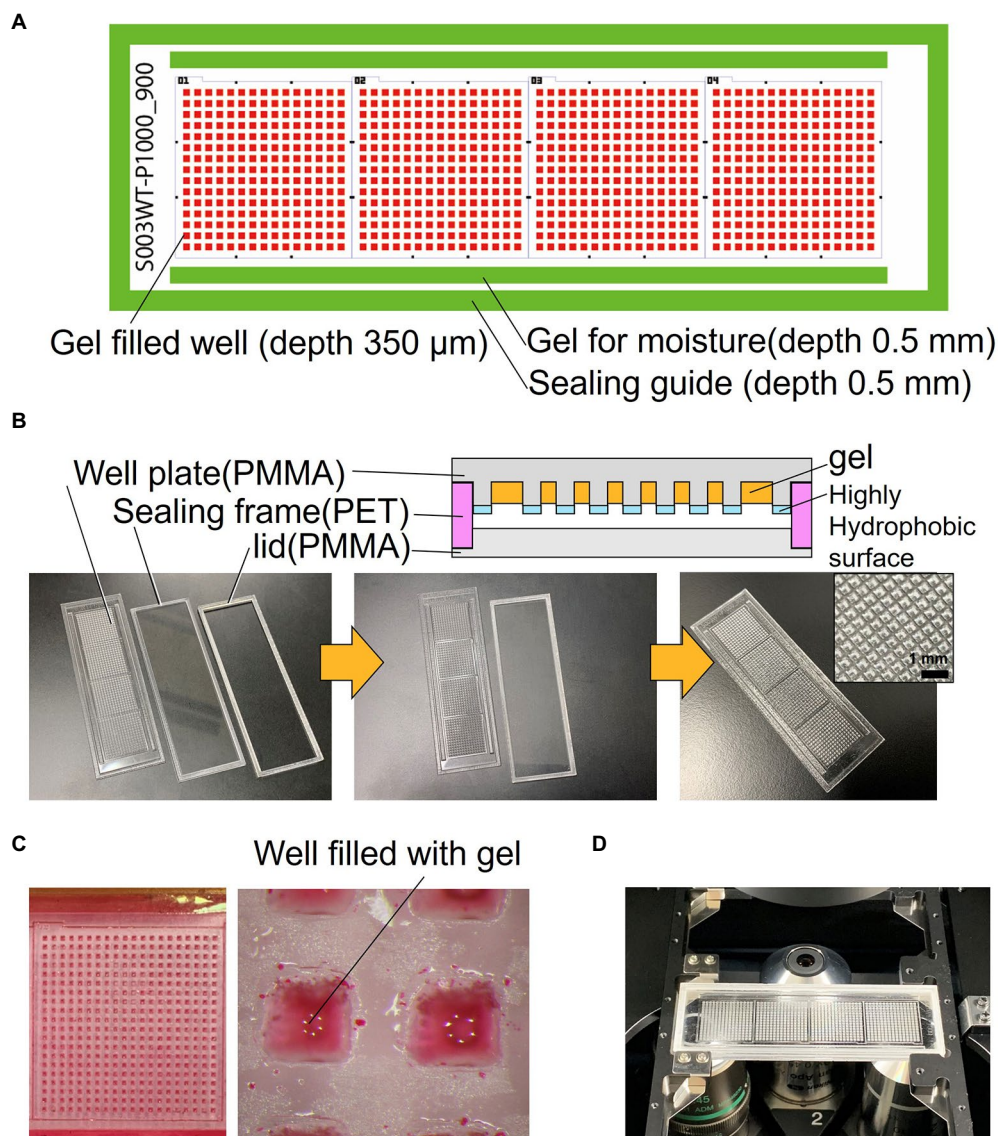 A
01 02 03 04
S003WT-P1000_900
Gel filled well (depth 350 μm)
Gel for moisture(depth 0.5 mm)
Sealing guide (depth 0.5 mm)
B
Well plate(PMMA)
Sealing frame(PET)
lid(PMMA)
gel
Highly
Hydrophobic
surface
1 mm
C
Well filled with gel
D
45
ADM
2